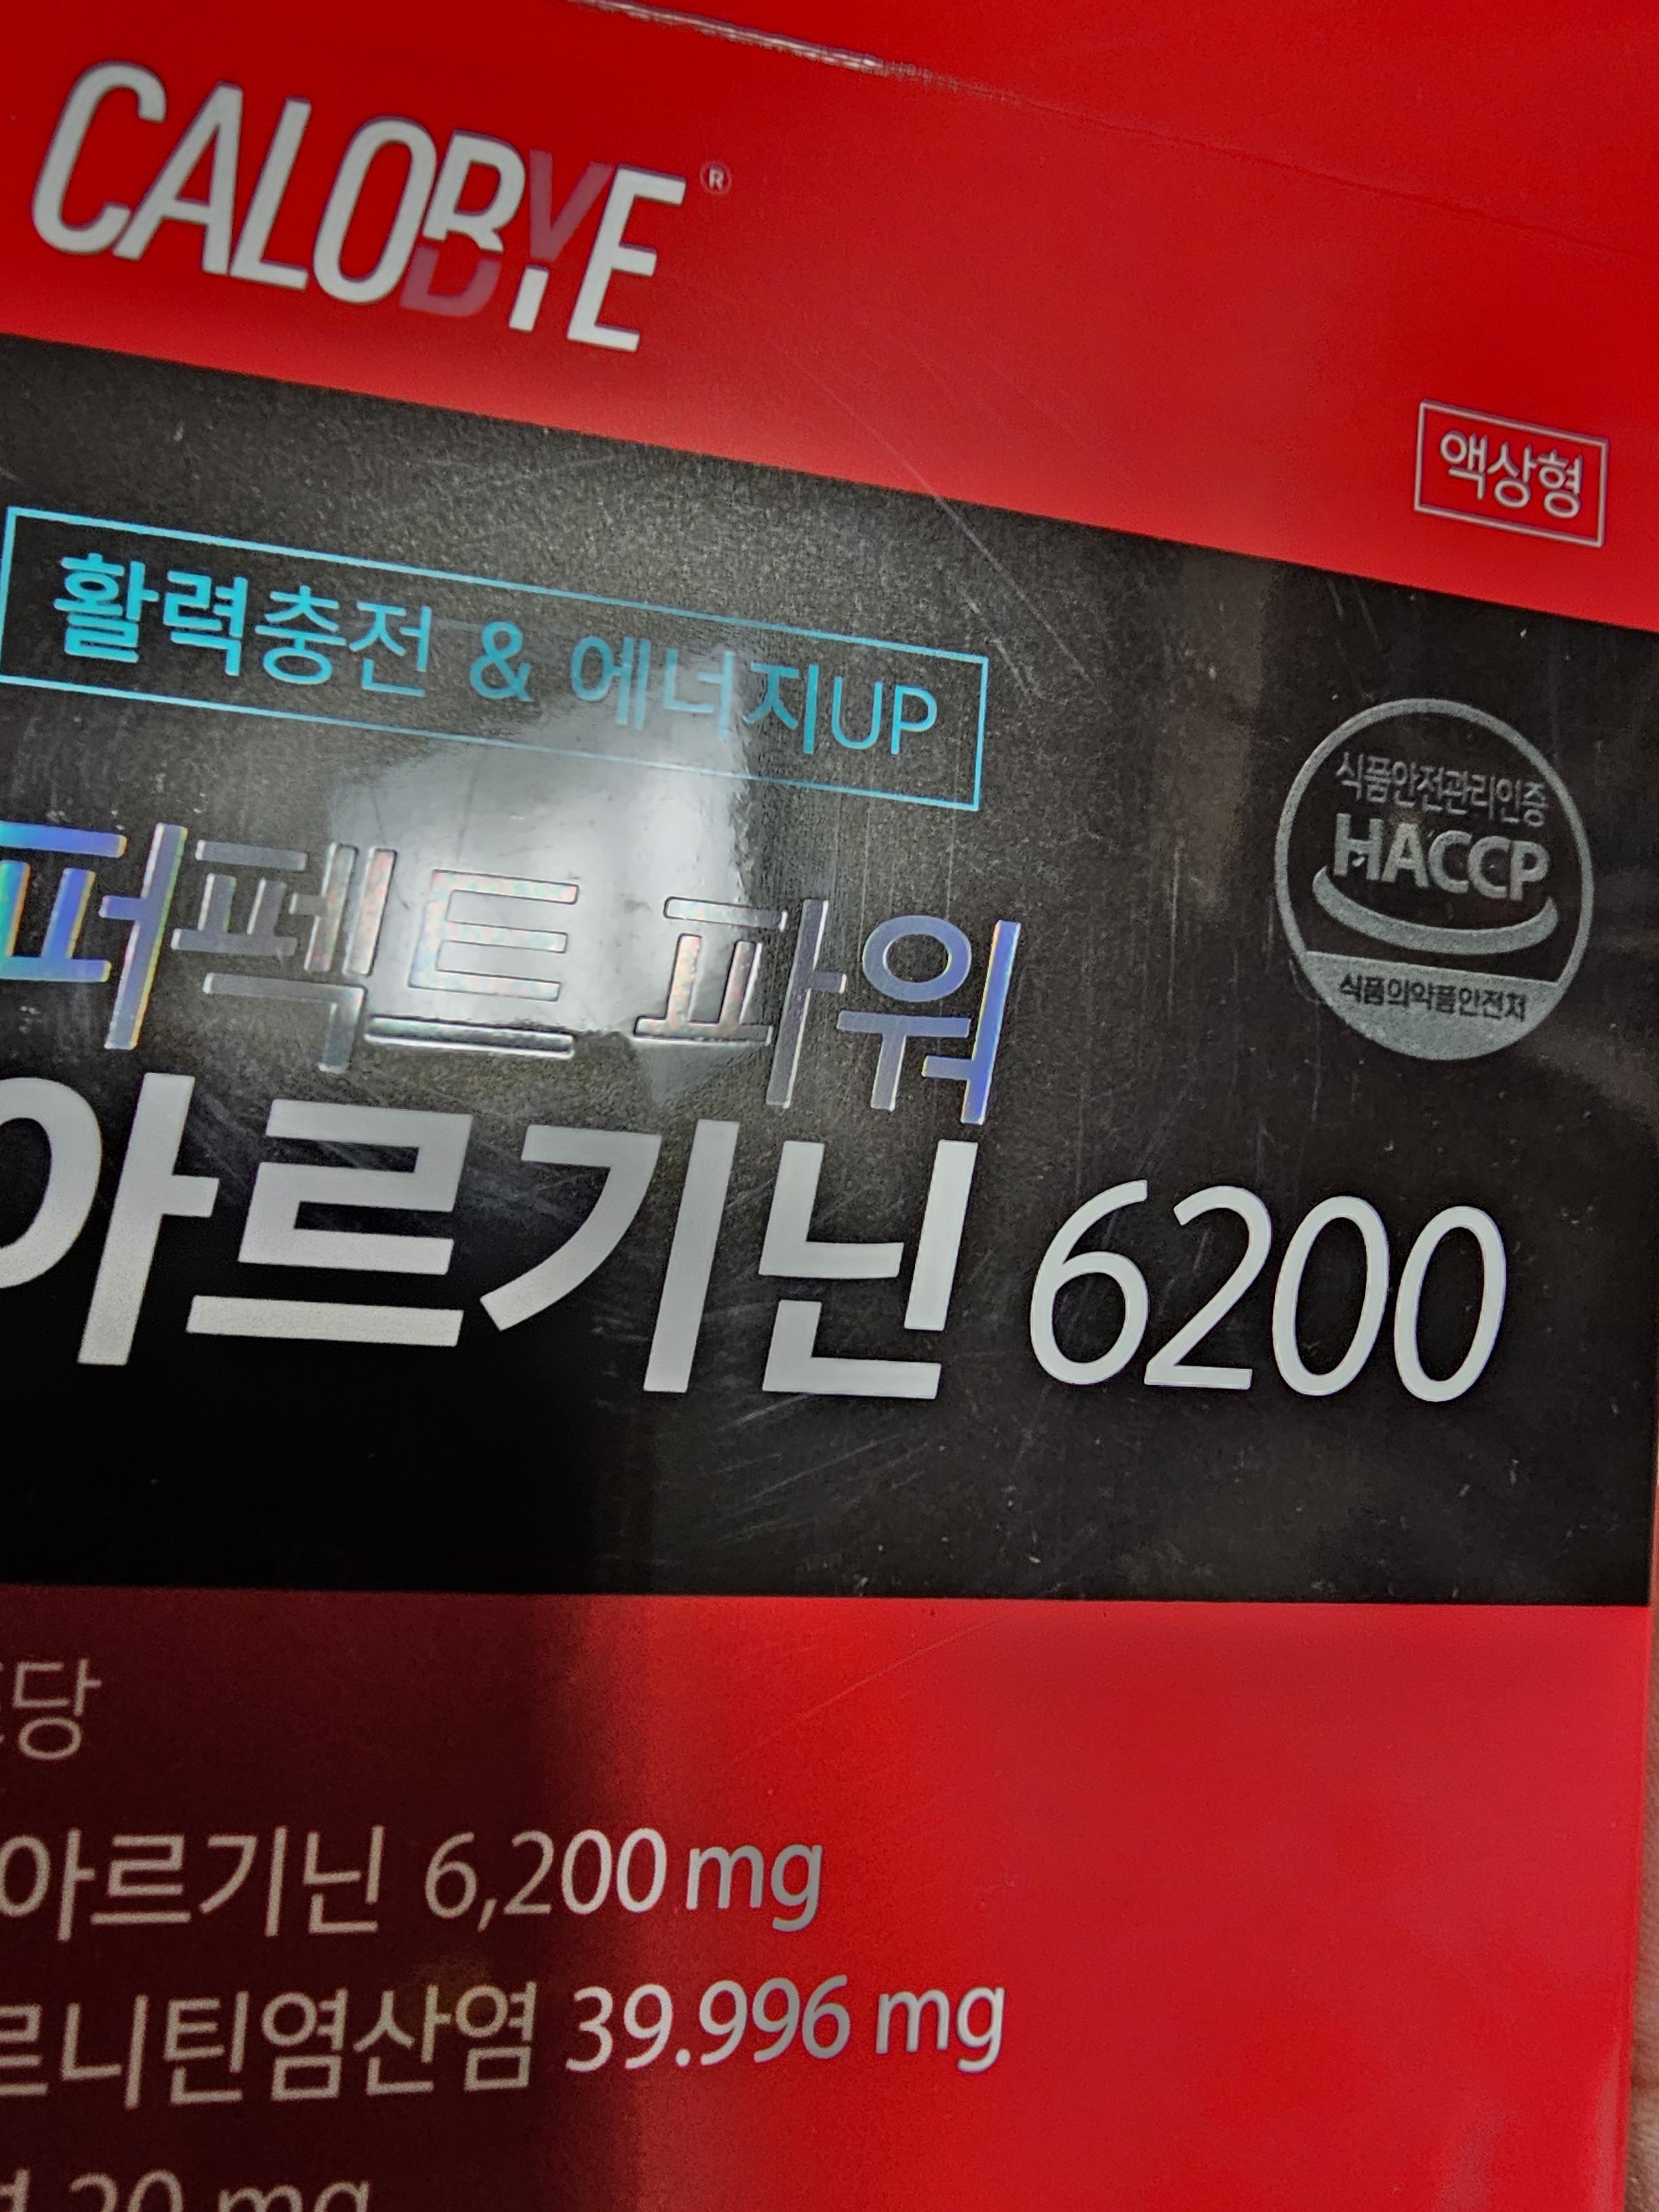 CALOBYE®
액상형
활력충전 & 에너지UP
식품안전관리인증
HACCP
식품의약품안전처
퍼펙트 파워
아르기닌 6200
당
아르기닌 6,200 mg
르니틴염산염 39.996 mg
20 mg